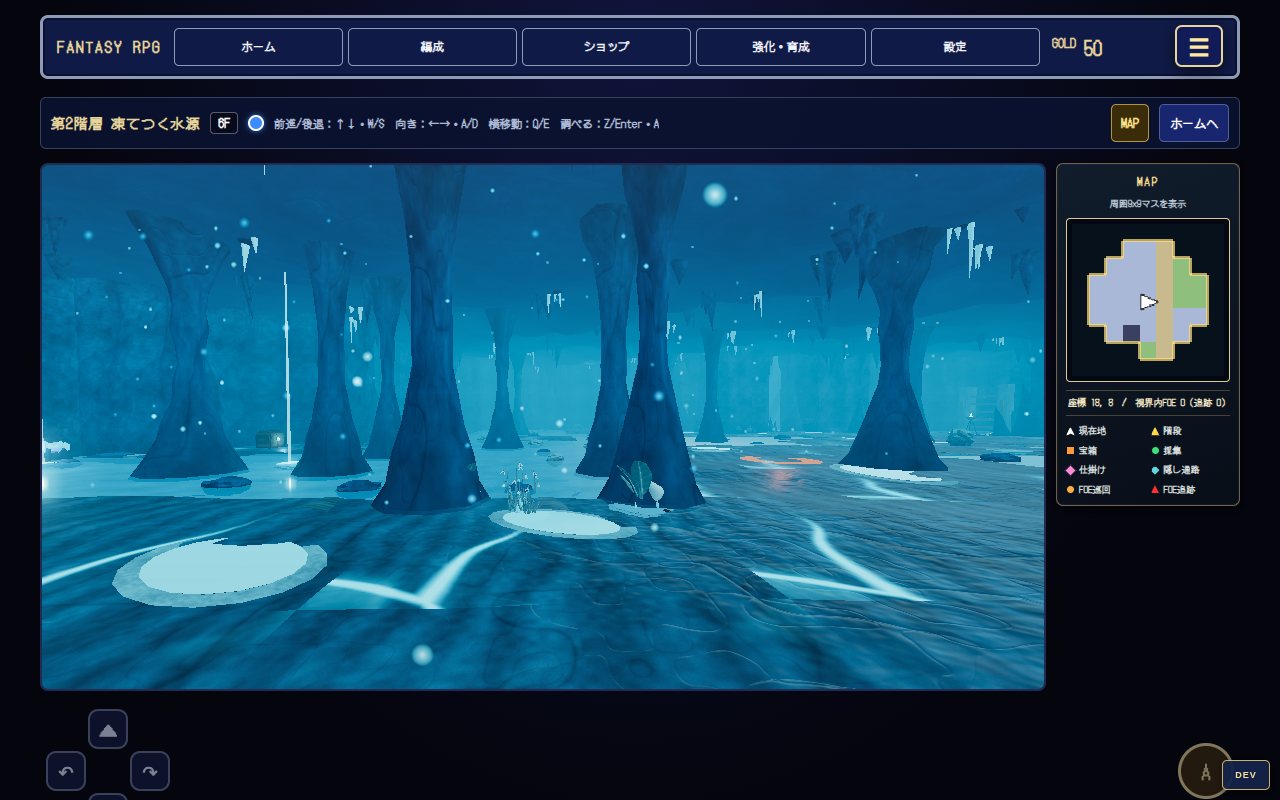 FANTASY RPG
ホーム
編成
ショップ
強化・育成
設定
GOLD 50
第2階層 凍てつく水源
6F
前進/後退：↑↓・W/S 向き：←→・A/D 横移動：Q/E 調べる：Z/Enter・A
MAP
ホームへ
MAP
周囲9x9マスを表示
座標 18, 8 / 視界内FOE 0 (追跡 0)
現在地
階段
宝箱
採集
仕掛け
隠し通路
FOE巡回
FOE追跡
A
DEV